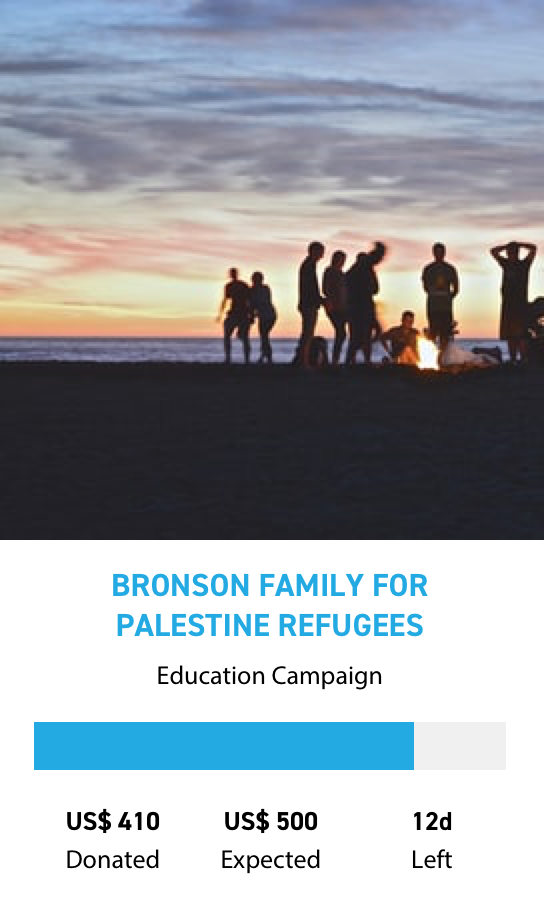 BRONSON FAMILY FOR
PALESTINE REFUGEES
Education Campaign
US$ 410 US$ 500 12d
Donated Expected Left